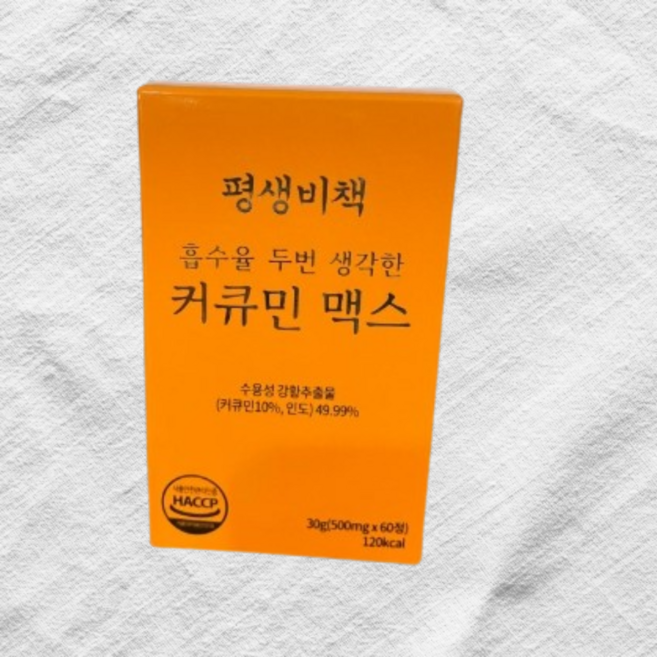 평생비책
흡수율 두번 생각한
커큐민 맥스
수용성 강황추출물
(커큐민10%, 인도) 49.99%
HACCP
30g(500mg x 60정)
120kcal